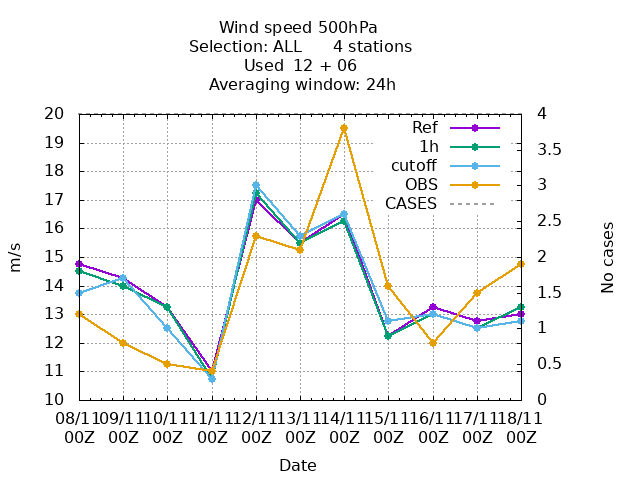 Wind speed 500hPa
Selection: ALL 4 stations
Used 12 + 06
Averaging window: 24h
20
19
18
17
16
15
14
13
12
11
10
m/s
4
3.5
3
2.5
2
1.5
1
0.5
0
No cases
Ref
1h
cutoff
OBS
CASES
08/11 09/11 10/11 11/11 12/11 13/11 14/11 15/11 16/11 17/11 18/11
00Z 00Z 00Z 00Z 00Z 00Z 00Z 00Z 00Z 00Z 00Z
Date